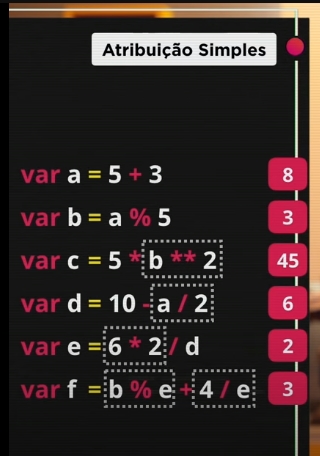 Atribuição Simples
var a = 5 + 3 8
var b = a % 5 3
var c = 5 * b ** 2 45
var d = 10 - a / 2 6
var e = 6 * 2 / d 2
var f = b % e + 4 / e 3